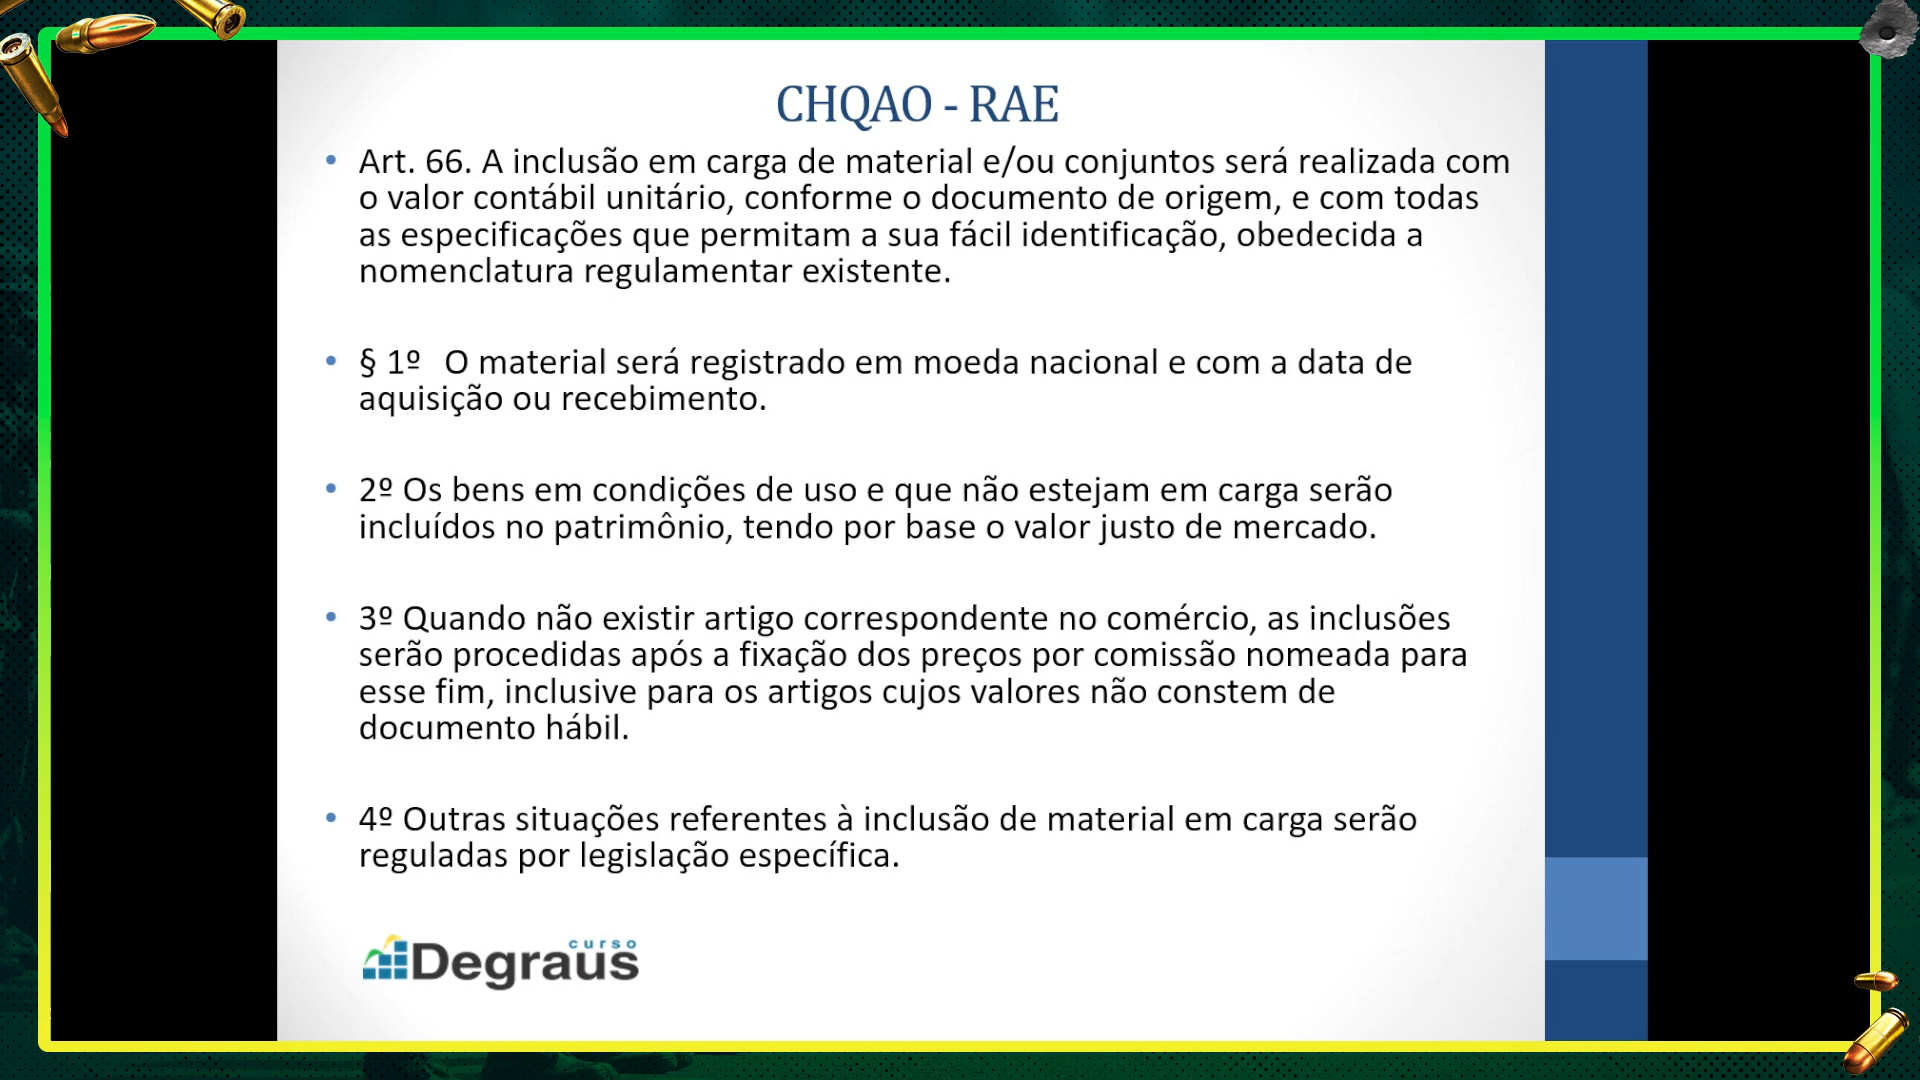 CHQAO - RAE
• Art. 66. A inclusão em carga de material e/ou conjuntos será realizada com
o valor contábil unitário, conforme o documento de origem, e com todas
as especificações que permitam a sua fácil identificação, obedecida a
nomenclatura regulamentar existente.
• § 1º O material será registrado em moeda nacional e com a data de
aquisição ou recebimento.
• 2º Os bens em condições de uso e que não estejam em carga serão
incluídos no patrimônio, tendo por base o valor justo de mercado.
• 3º Quando não existir artigo correspondente no comércio, as inclusões
serão procedidas após a fixação dos preços por comissão nomeada para
esse fim, inclusive para os artigos cujos valores não constem de
documento hábil.
• 4º Outras situações referentes à inclusão de material em carga serão
reguladas por legislação específica.
curso
Degraus